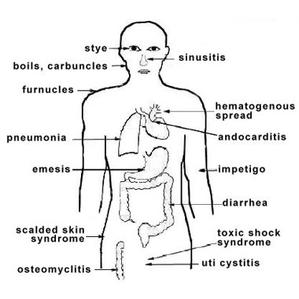 stye
sinusitis
boils, carbuncles
furnucles
hematogenous
spread
pneumonia
andocarditis
emesis
impetigo
diarrhea
scalded skin
syndrome
toxic shock
syndrome
osteomyclitis
uti cystitis